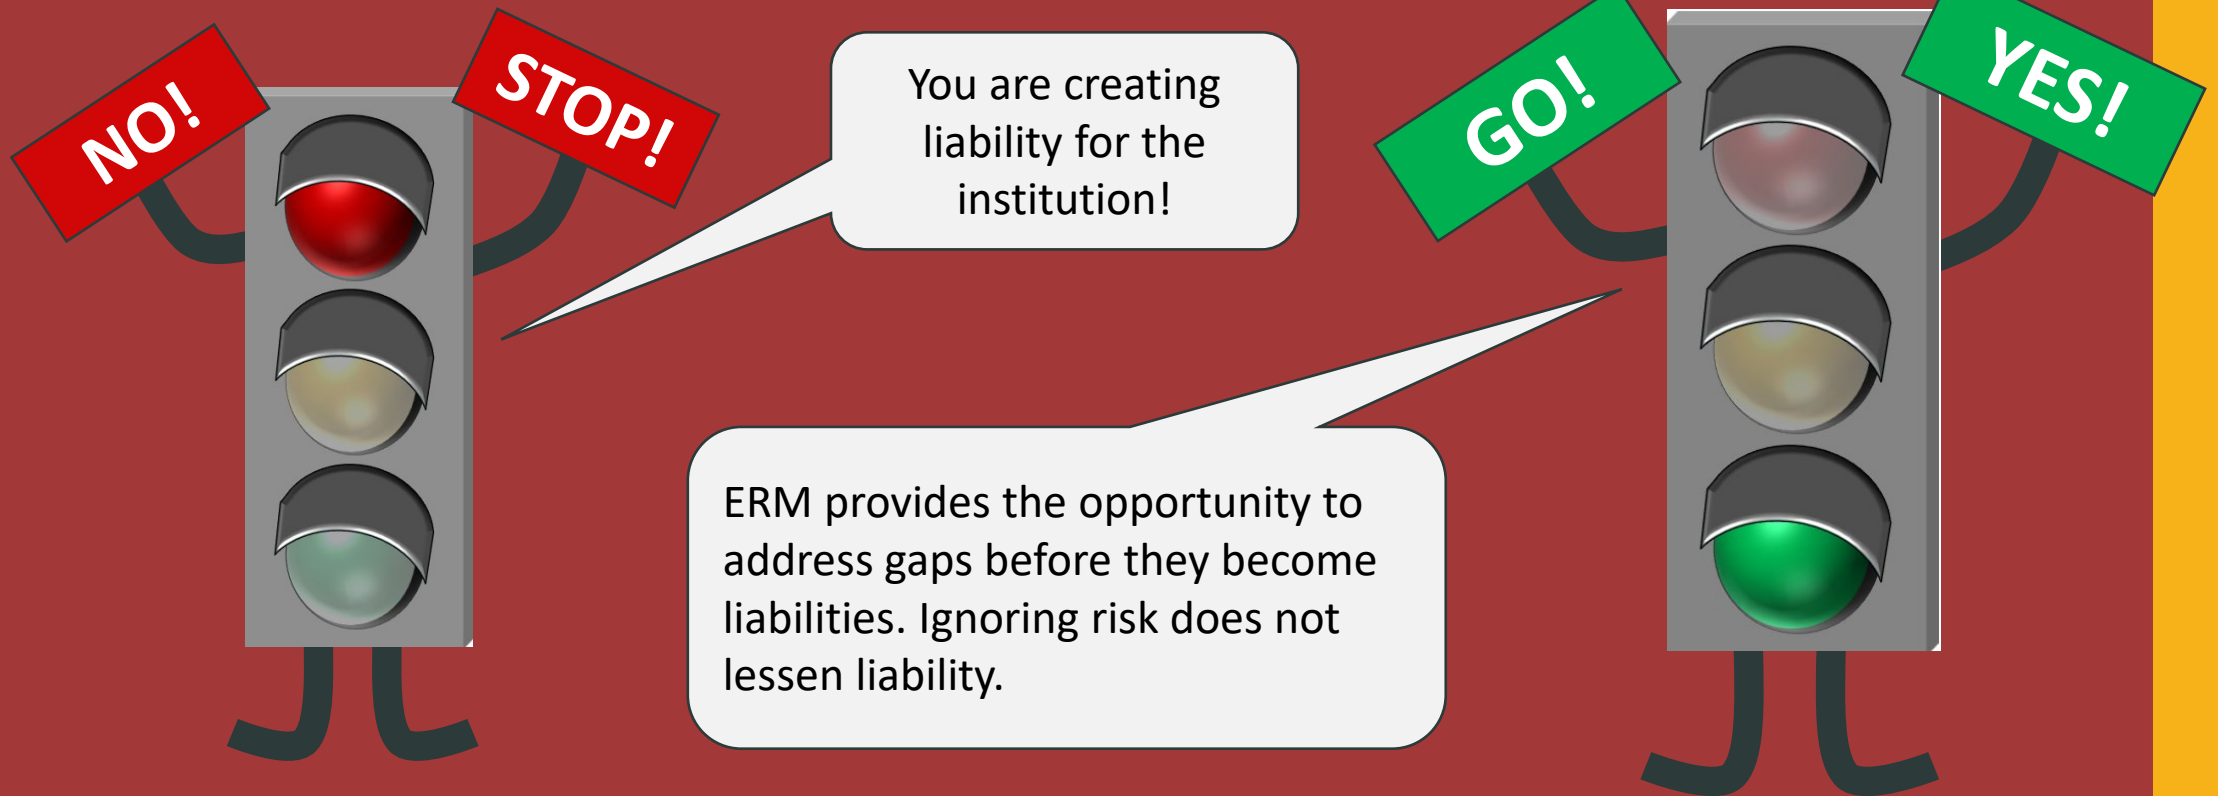 NO!
STOP!
You are creating
liability for the
institution!
GO!
YES!
ERM provides the opportunity to
address gaps before they become
liabilities. Ignoring risk does not
lessen liability.